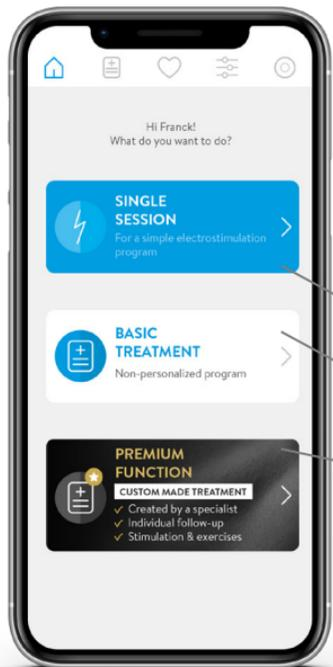 Hi Franck!
What do you want to do?
SINGLE
SESSION
For a simple electrostimulation
program
BASIC
TREATMENT
Non-personalized program
PREMIUM
FUNCTION
CUSTOM MADE TREATMENT
Created by a specialist
Individual follow-up
Stimulation & exercises